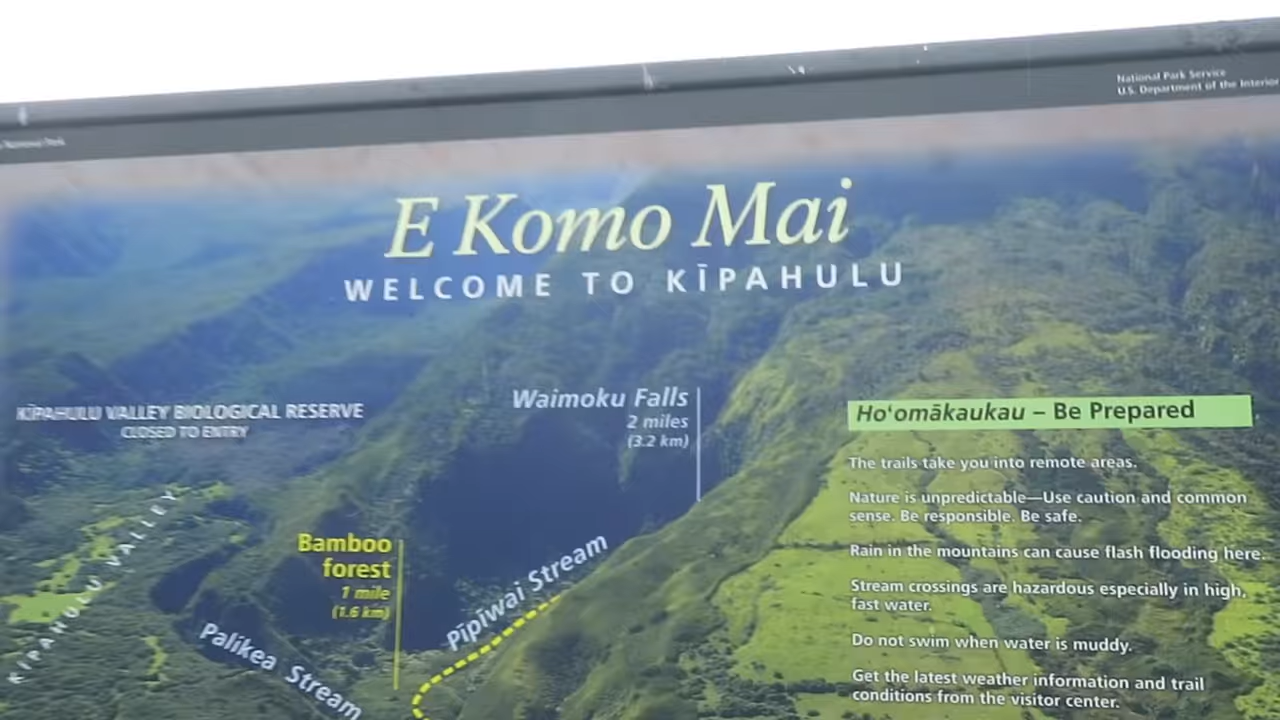 National Park Service
U.S. Department of the Interior
National Park
E Komo Mai
WELCOME TO KĪPAHULU
Waimoku Falls
2 miles
(3.2 km)
KĪPAHULU VALLEY BIOLOGICAL RESERVE
CLOSED TO ENTRY
KĪPAHULU VALLEY
Bamboo
forest
1 mile
(1.6 km)
Pīpīwai Stream
Palikea Stream
Hoʻomākaukau – Be Prepared
The trails take you into remote areas.
Nature is unpredictable—Use caution and common
sense. Be responsible. Be safe.
Rain in the mountains can cause flash flooding here.
Stream crossings are hazardous especially in high,
fast water.
Do not swim when water is muddy.
Get the latest weather information and trail
conditions from the visitor center.